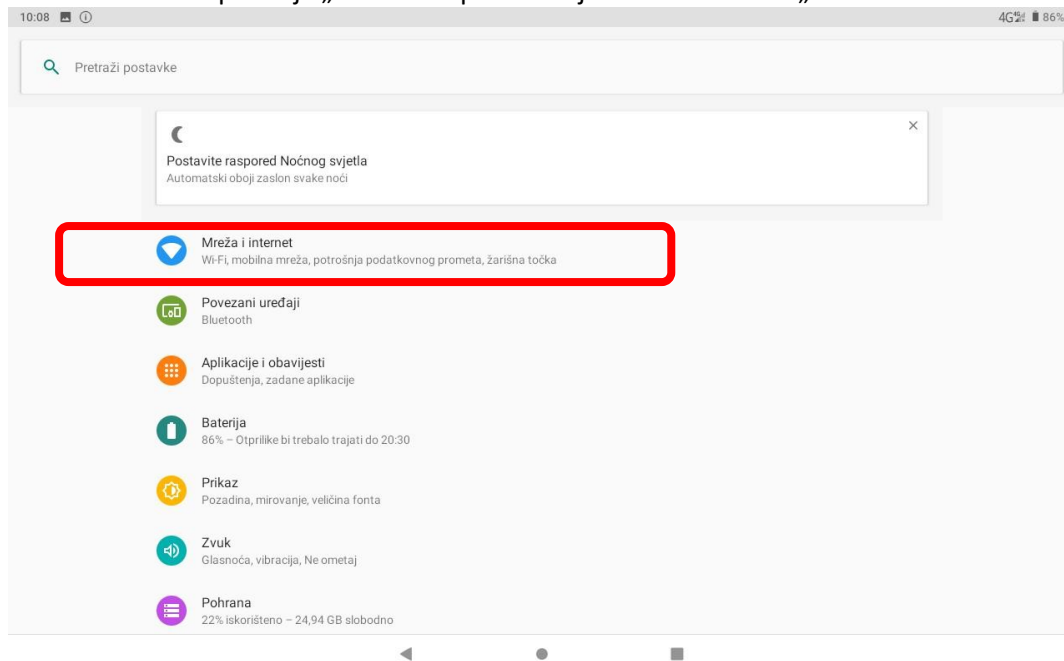 10:08 4G 86%
Pretraži postavke
Postavite raspored Noćnog svjetla
Automatski oboji zaslon svake noći
Mreža i internet
Wi-Fi, mobilna mreža, potrošnja podatkovnog prometa, žarišna točka
Povezani uređaji
Bluetooth
Aplikacije i obavijesti
Dopuštenja, zadane aplikacije
Baterija
86% – Otprilike bi trebalo trajati do 20:30
Prikaz
Pozadina, mirovanje, veličina fonta
Zvuk
Glasnoća, vibracija, Ne ometaj
Pohrana
22% iskorišteno – 24,94 GB slobodno